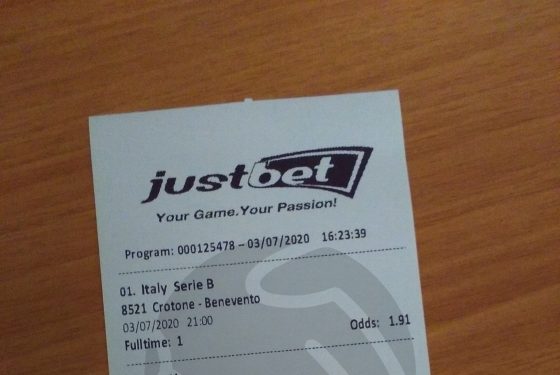 justbet
Your Game.Your Passion!
Program: 000125478 – 03/07/2020 16:23:39
01. Italy Serie B
8521 Crotone - Benevento
03/07/2020 21:00
Fulltime: 1 Odds: 1.91